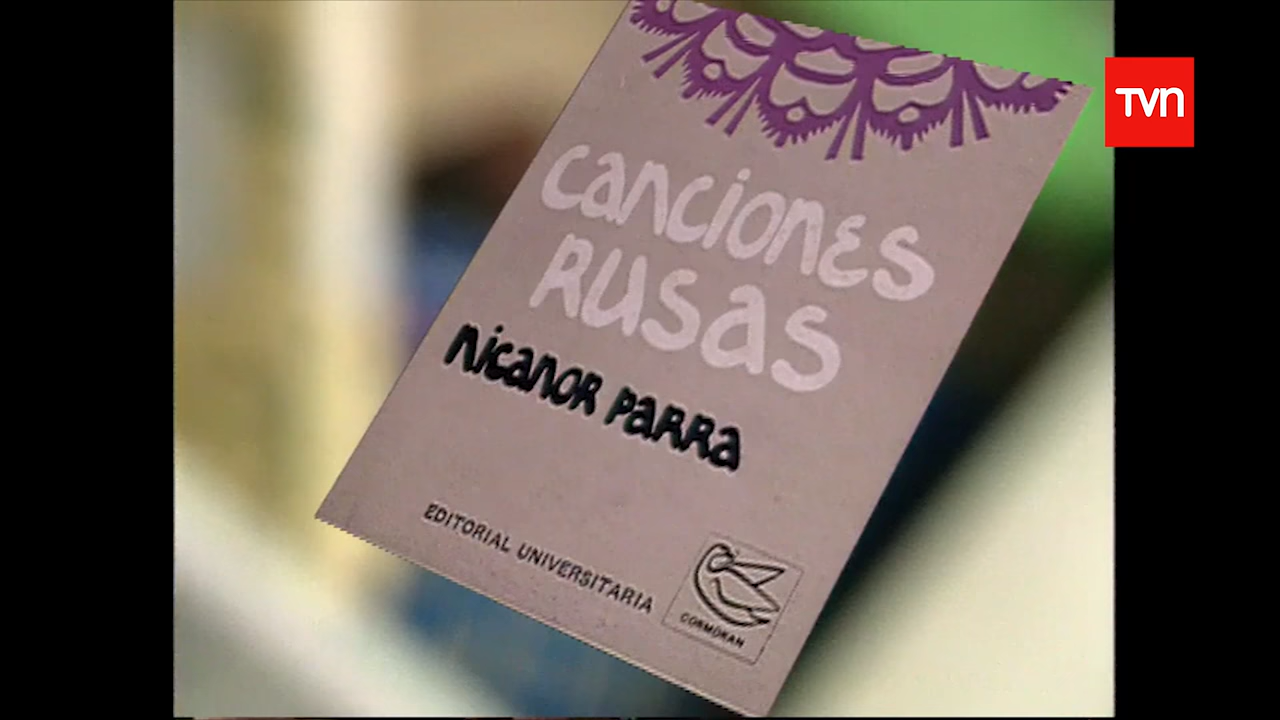 canciones
Rusas
nicanor parra
EDITORIAL UNIVERSITARIA
CORMORAN
TVN